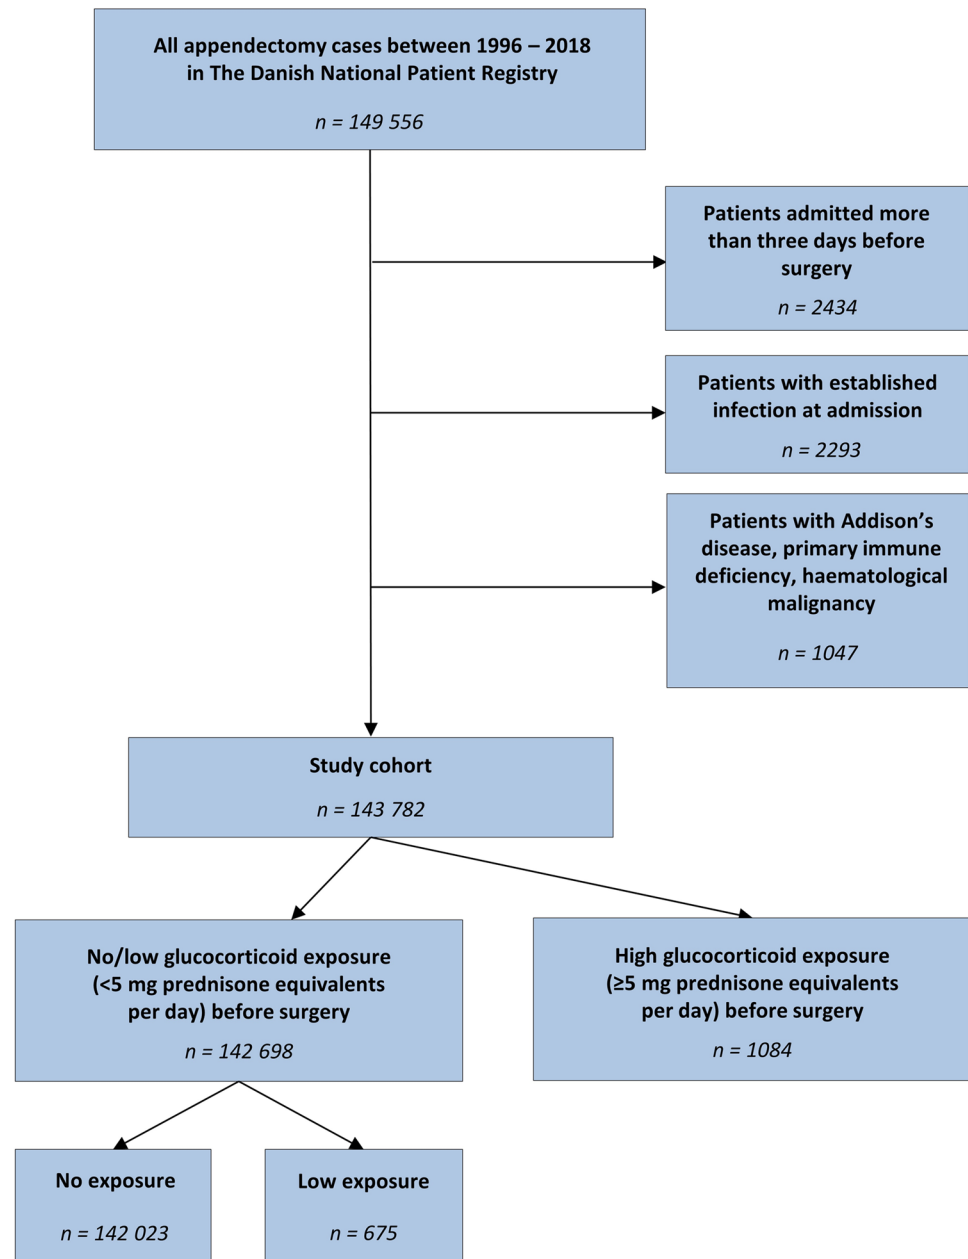 All appendectomy cases between 1996 – 2018
in The Danish National Patient Registry
n = 149 556
Patients admitted more
than three days before
surgery
n = 2434
Patients with established
infection at admission
n = 2293
Patients with Addison’s
disease, primary immune
deficiency, haematological
malignancy
n = 1047
Study cohort
n = 143 782
No/low glucocorticoid exposure
(<5 mg prednisone equivalents
per day) before surgery
n = 142 698
High glucocorticoid exposure
(≥5 mg prednisone equivalents
per day) before surgery
n = 1084
No exposure
n = 142 023
Low exposure
n = 675